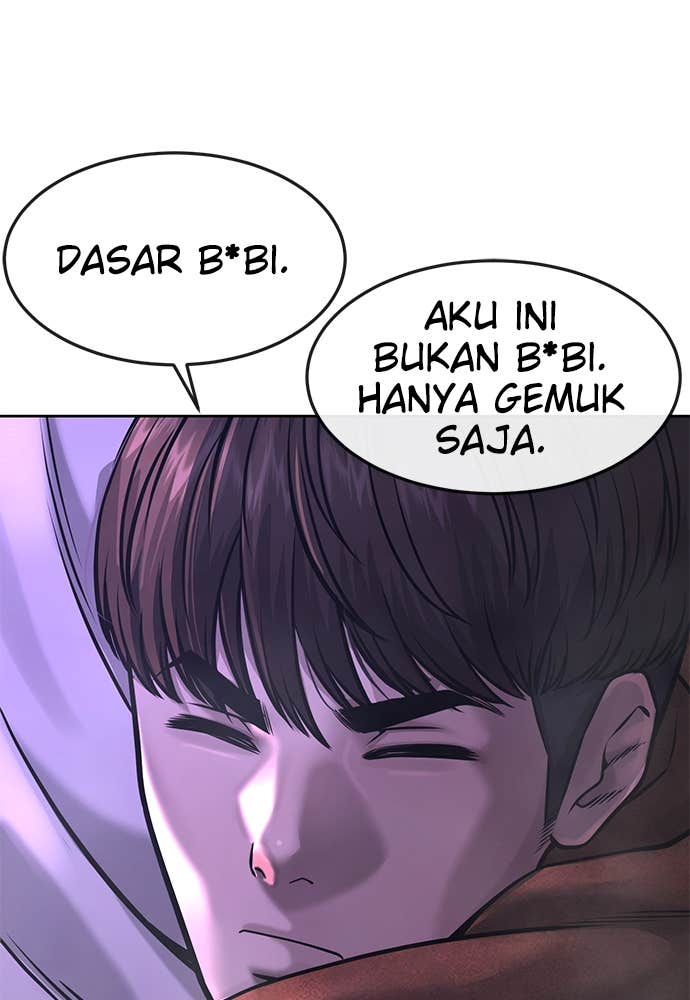 DASAR B*BI.
AKU INI
BUKAN B*BI.
HANYA GEMUK
SAJA.